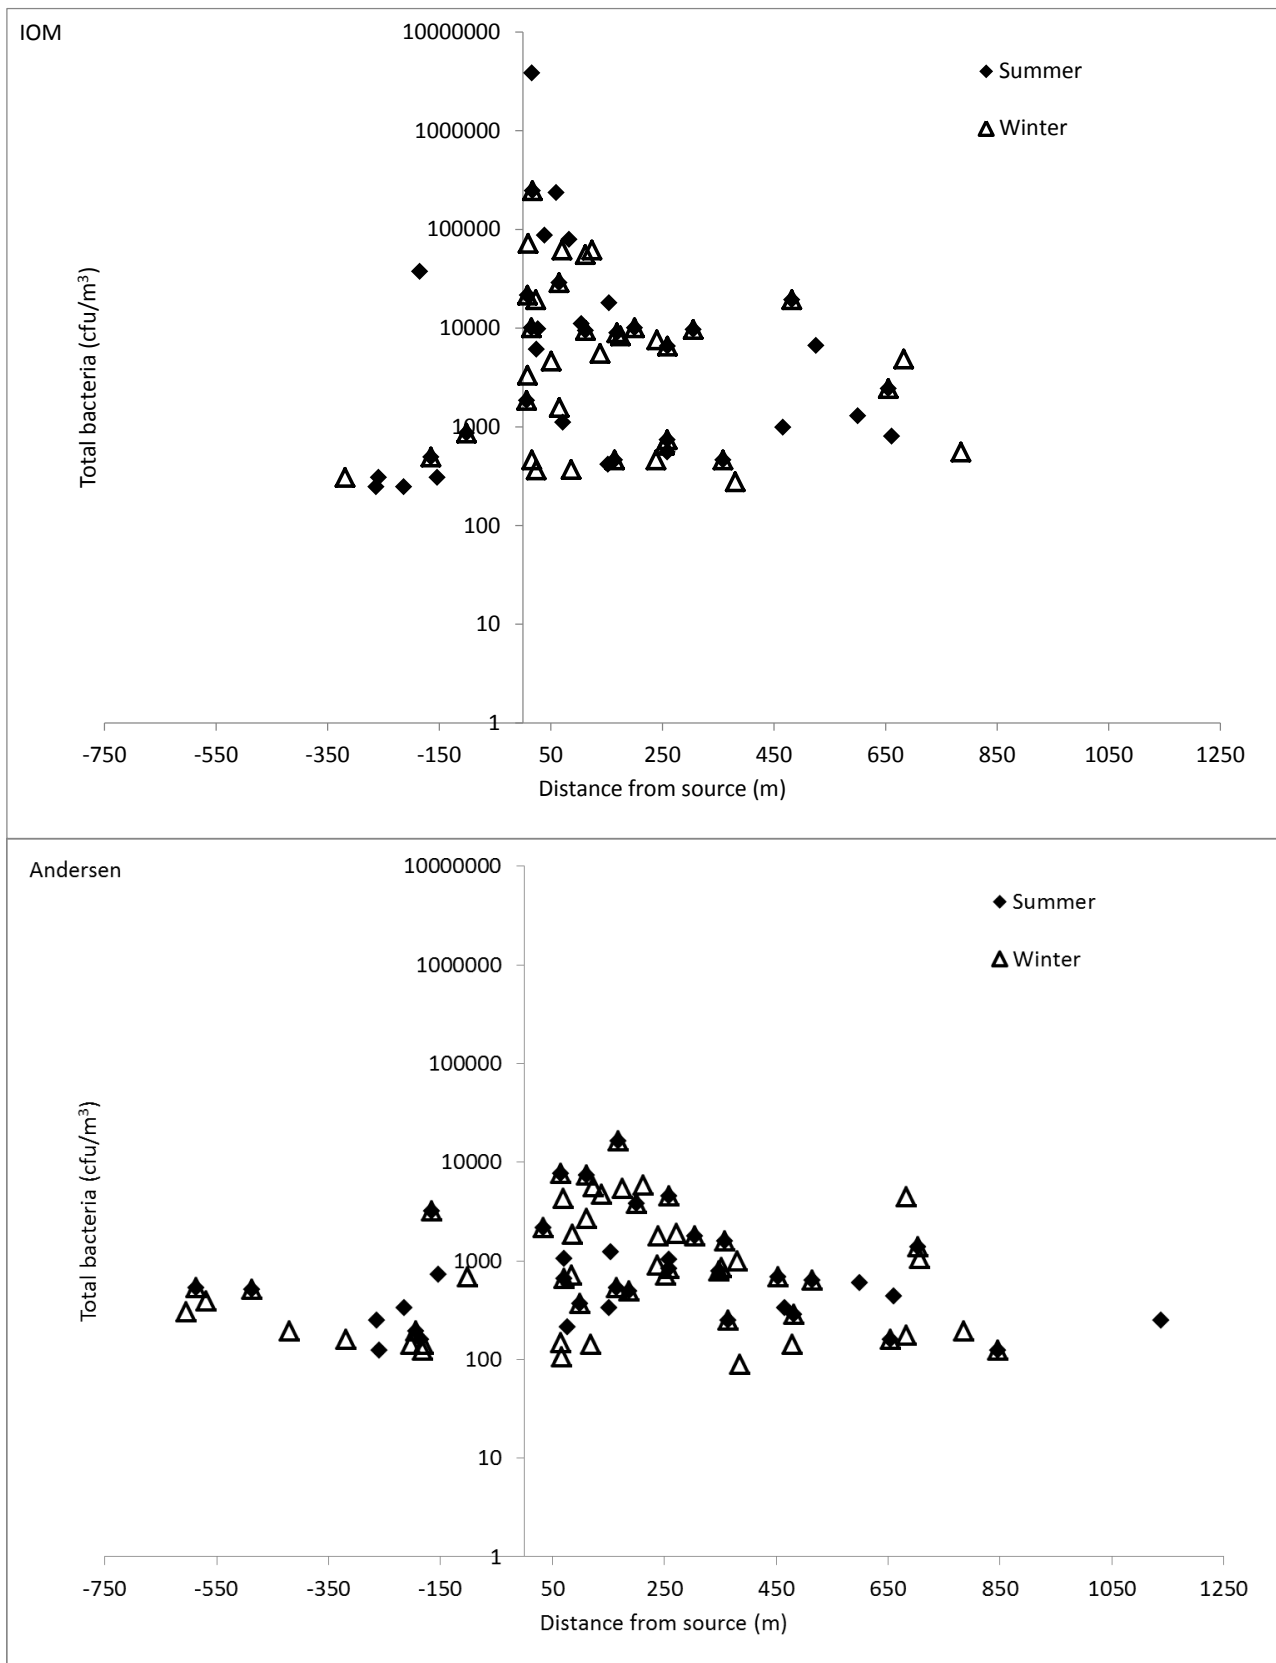 IOM
10000000
1000000
100000
10000
1000
100
10
1
Total bacteria (cfu/m³)
Summer
Winter
-750 -550 -350 -150 50 250 450 650 850 1050 1250
Distance from source (m)
Andersen
10000000
1000000
100000
10000
1000
100
10
1
Total bacteria (cfu/m³)
Summer
Winter
-750 -550 -350 -150 50 250 450 650 850 1050 1250
Distance from source (m)